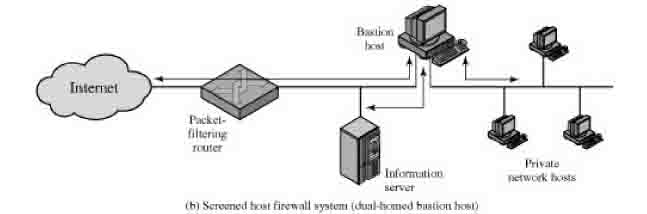 Bastion
host
Internet
Packet-
filtering
router
Information
server
Private
network hosts
(b) Screened host firewall system (dual-homed bastion host)